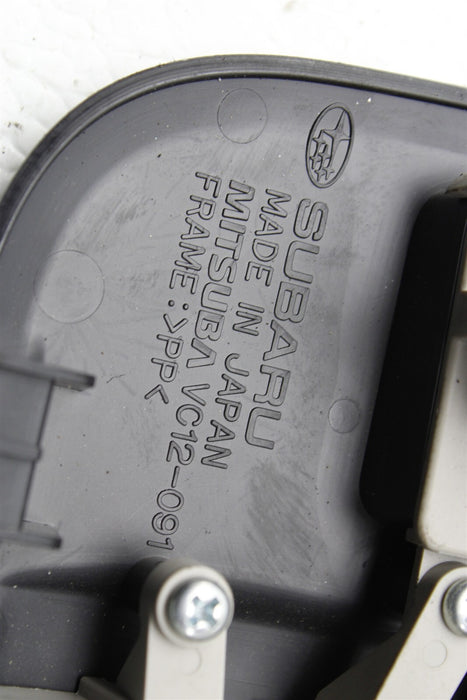 SUBARU
MADE IN JAPAN
MITSUBA VC12-091
FRAME:>PP<